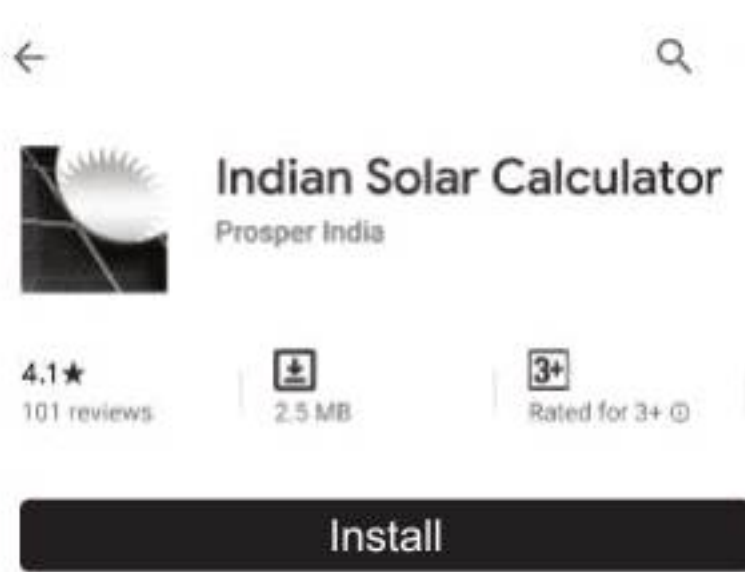 Indian Solar Calculator
Prosper India
4.1★
101 reviews
2.5 MB
3+
Rated for 3+
Install